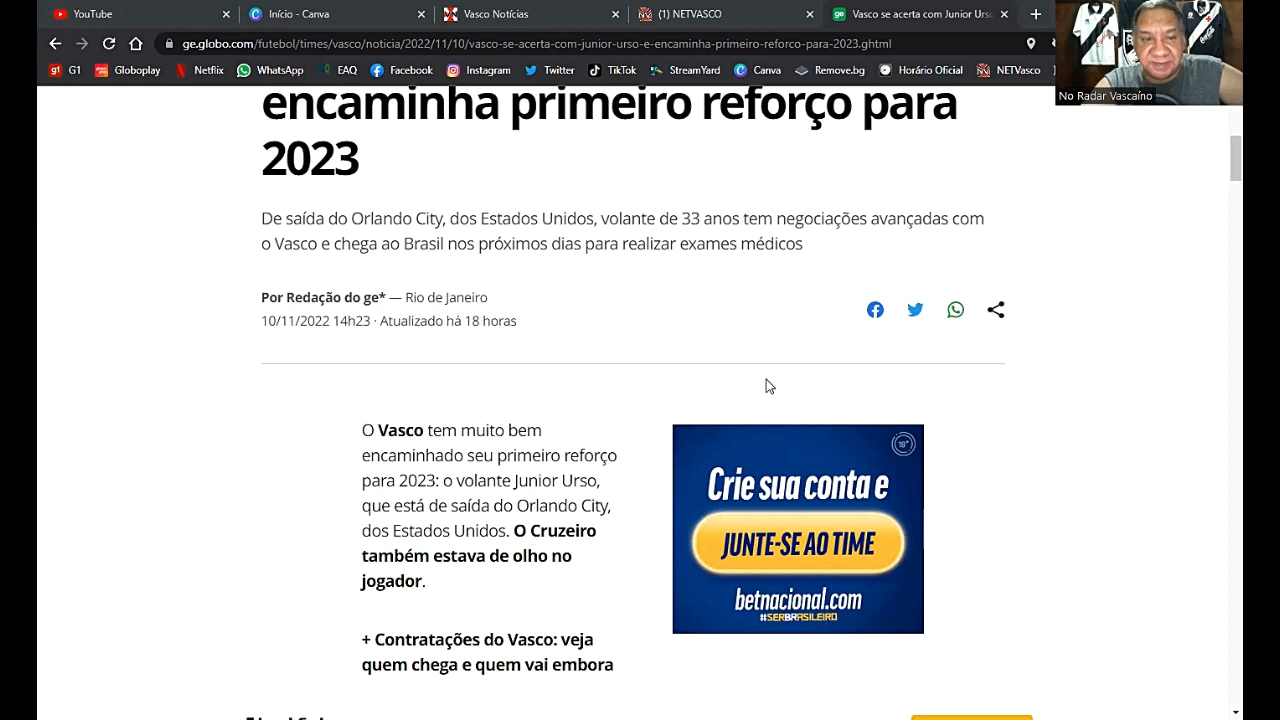 YouTube
Início - Canva
Vasco Notícias
(1) NETVASCO
Vasco se acerta com Junior Urso
ge.globo.com/futebol/times/vasco/noticia/2022/11/10/vasco-se-acerta-com-junior-urso-e-encaminha-primeiro-reforco-para-2023.ghtml
G1 Globoplay Netflix WhatsApp EAQ Facebook Instagram Twitter TikTok StreamYard Canva Remove.bg Horário Oficial NETVasco
No Radar Vascaíno
encaminha primeiro reforço para
2023
De saída do Orlando City, dos Estados Unidos, volante de 33 anos tem negociações avançadas com
o Vasco e chega ao Brasil nos próximos dias para realizar exames médicos
Por Redação do ge* — Rio de Janeiro
10/11/2022 14h23 · Atualizado há 18 horas
O Vasco tem muito bem
encaminhado seu primeiro reforço
para 2023: o volante Junior Urso,
que está de saída do Orlando City,
dos Estados Unidos. O Cruzeiro
também estava de olho no
jogador.
+ Contratações do Vasco: veja
quem chega e quem vai embora
18+
Crie sua conta e
JUNTE-SE AO TIME
betnacional.com
#SERBRASILEIRO